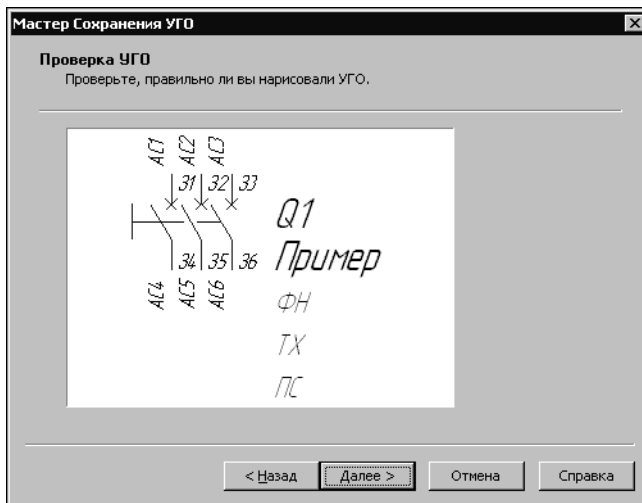 Мастер Сохранения УГО
Проверка УГО
Проверьте, правильно ли вы нарисовали УГО.
АС1 АС2 АС3
31 32 33
Q1
34 35 36 Пример
АС4 АС5 АС6
ФН
ТХ
ПС
< Назад Далее > Отмена Справка